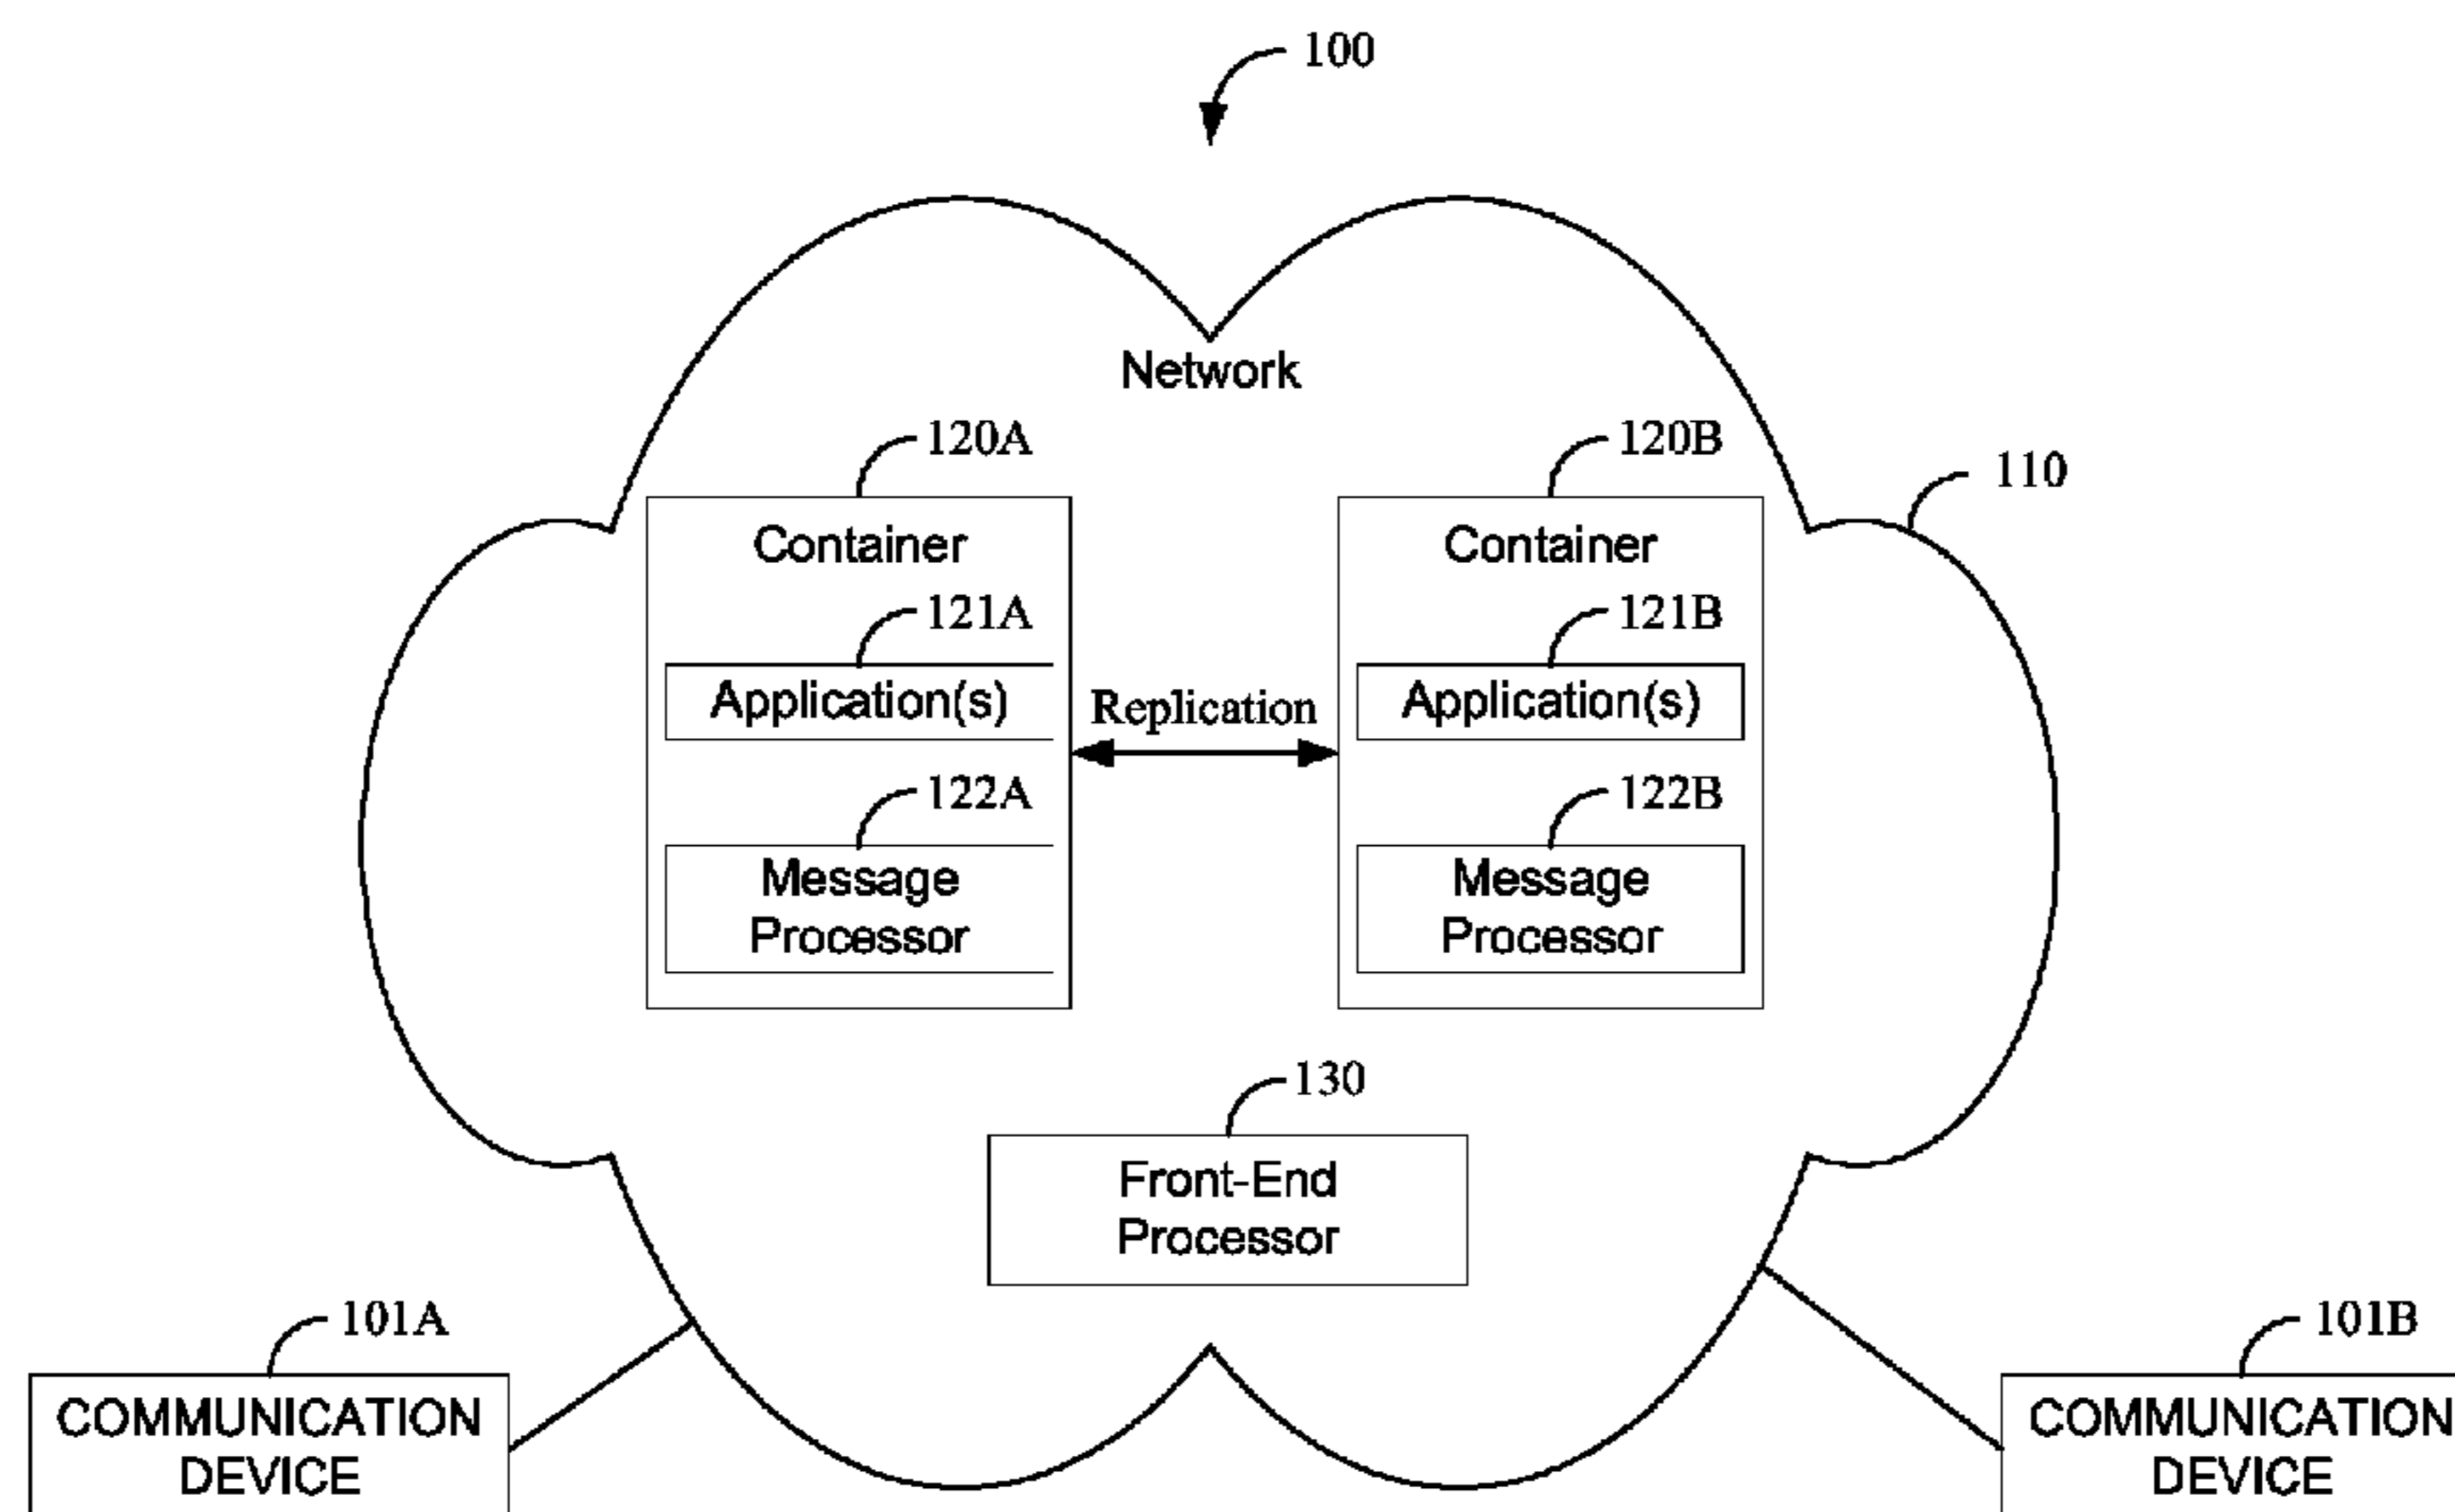 100
Network
120A
120B
110
Container
Container
121A
121B
Application(s)
Replication
Application(s)
122A
122B
Message
Processor
Message
Processor
130
Front-End
Processor
101A
101B
COMMUNICATION
DEVICE
COMMUNICATION
DEVICE